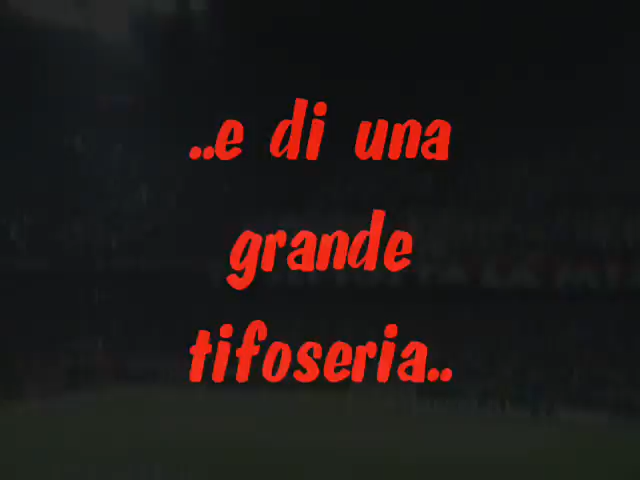 ..e di una
grande
tifoseria..